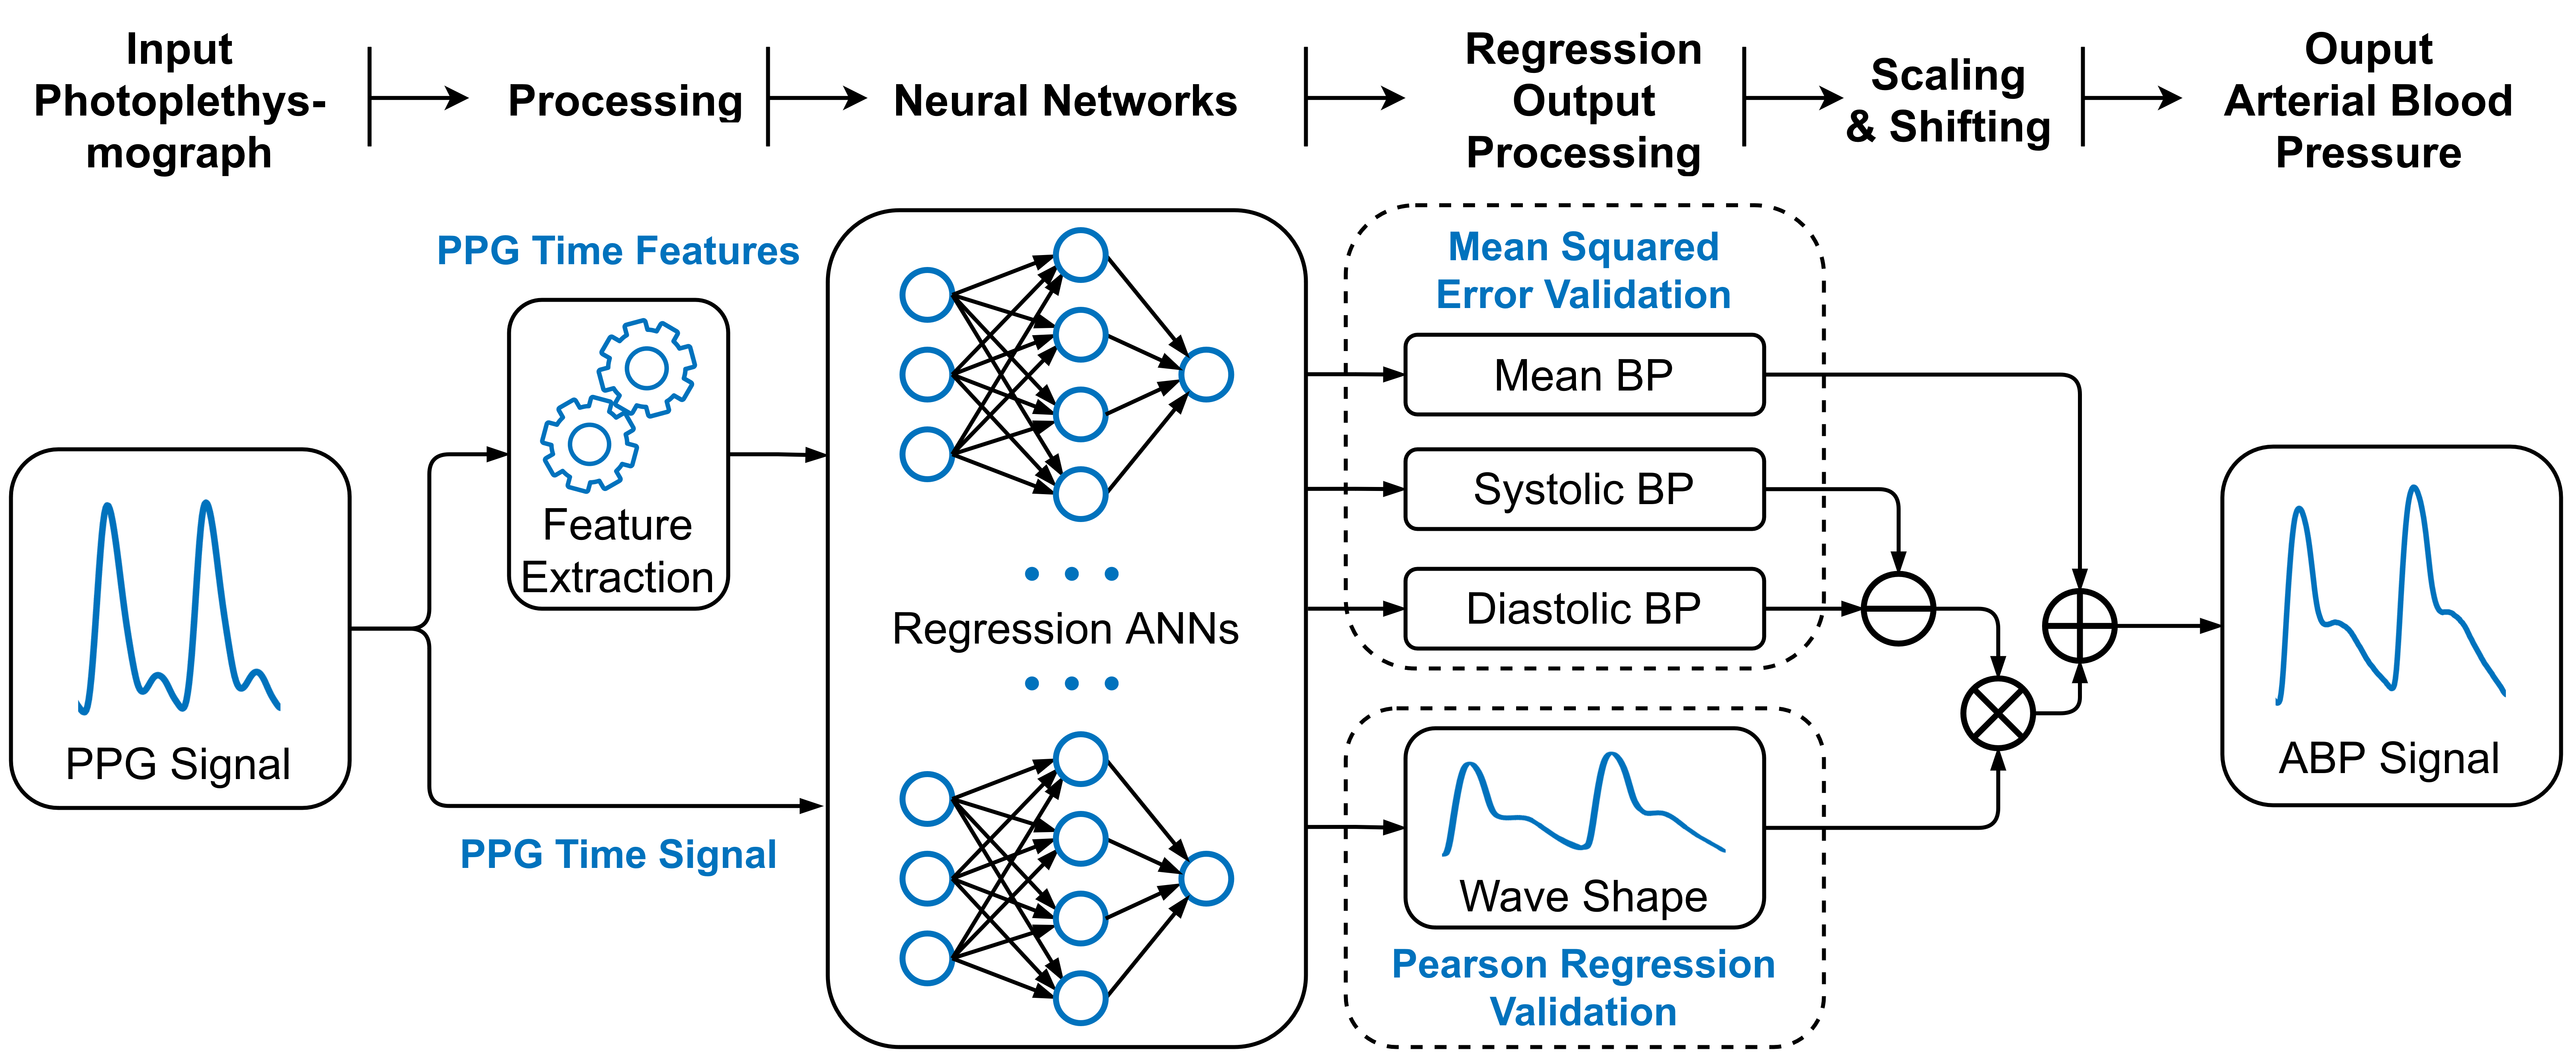 Input
Photoplethys-
mograph
Processing
Neural Networks
Regression
Output
Processing
Scaling
& Shifting
Ouput
Arterial Blood
Pressure
PPG Signal
PPG Time Features
Feature
Extraction
PPG Time Signal
Regression ANNs
Mean Squared
Error Validation
Mean BP
Systolic BP
Diastolic BP
Wave Shape
Pearson Regression
Validation
ABP Signal